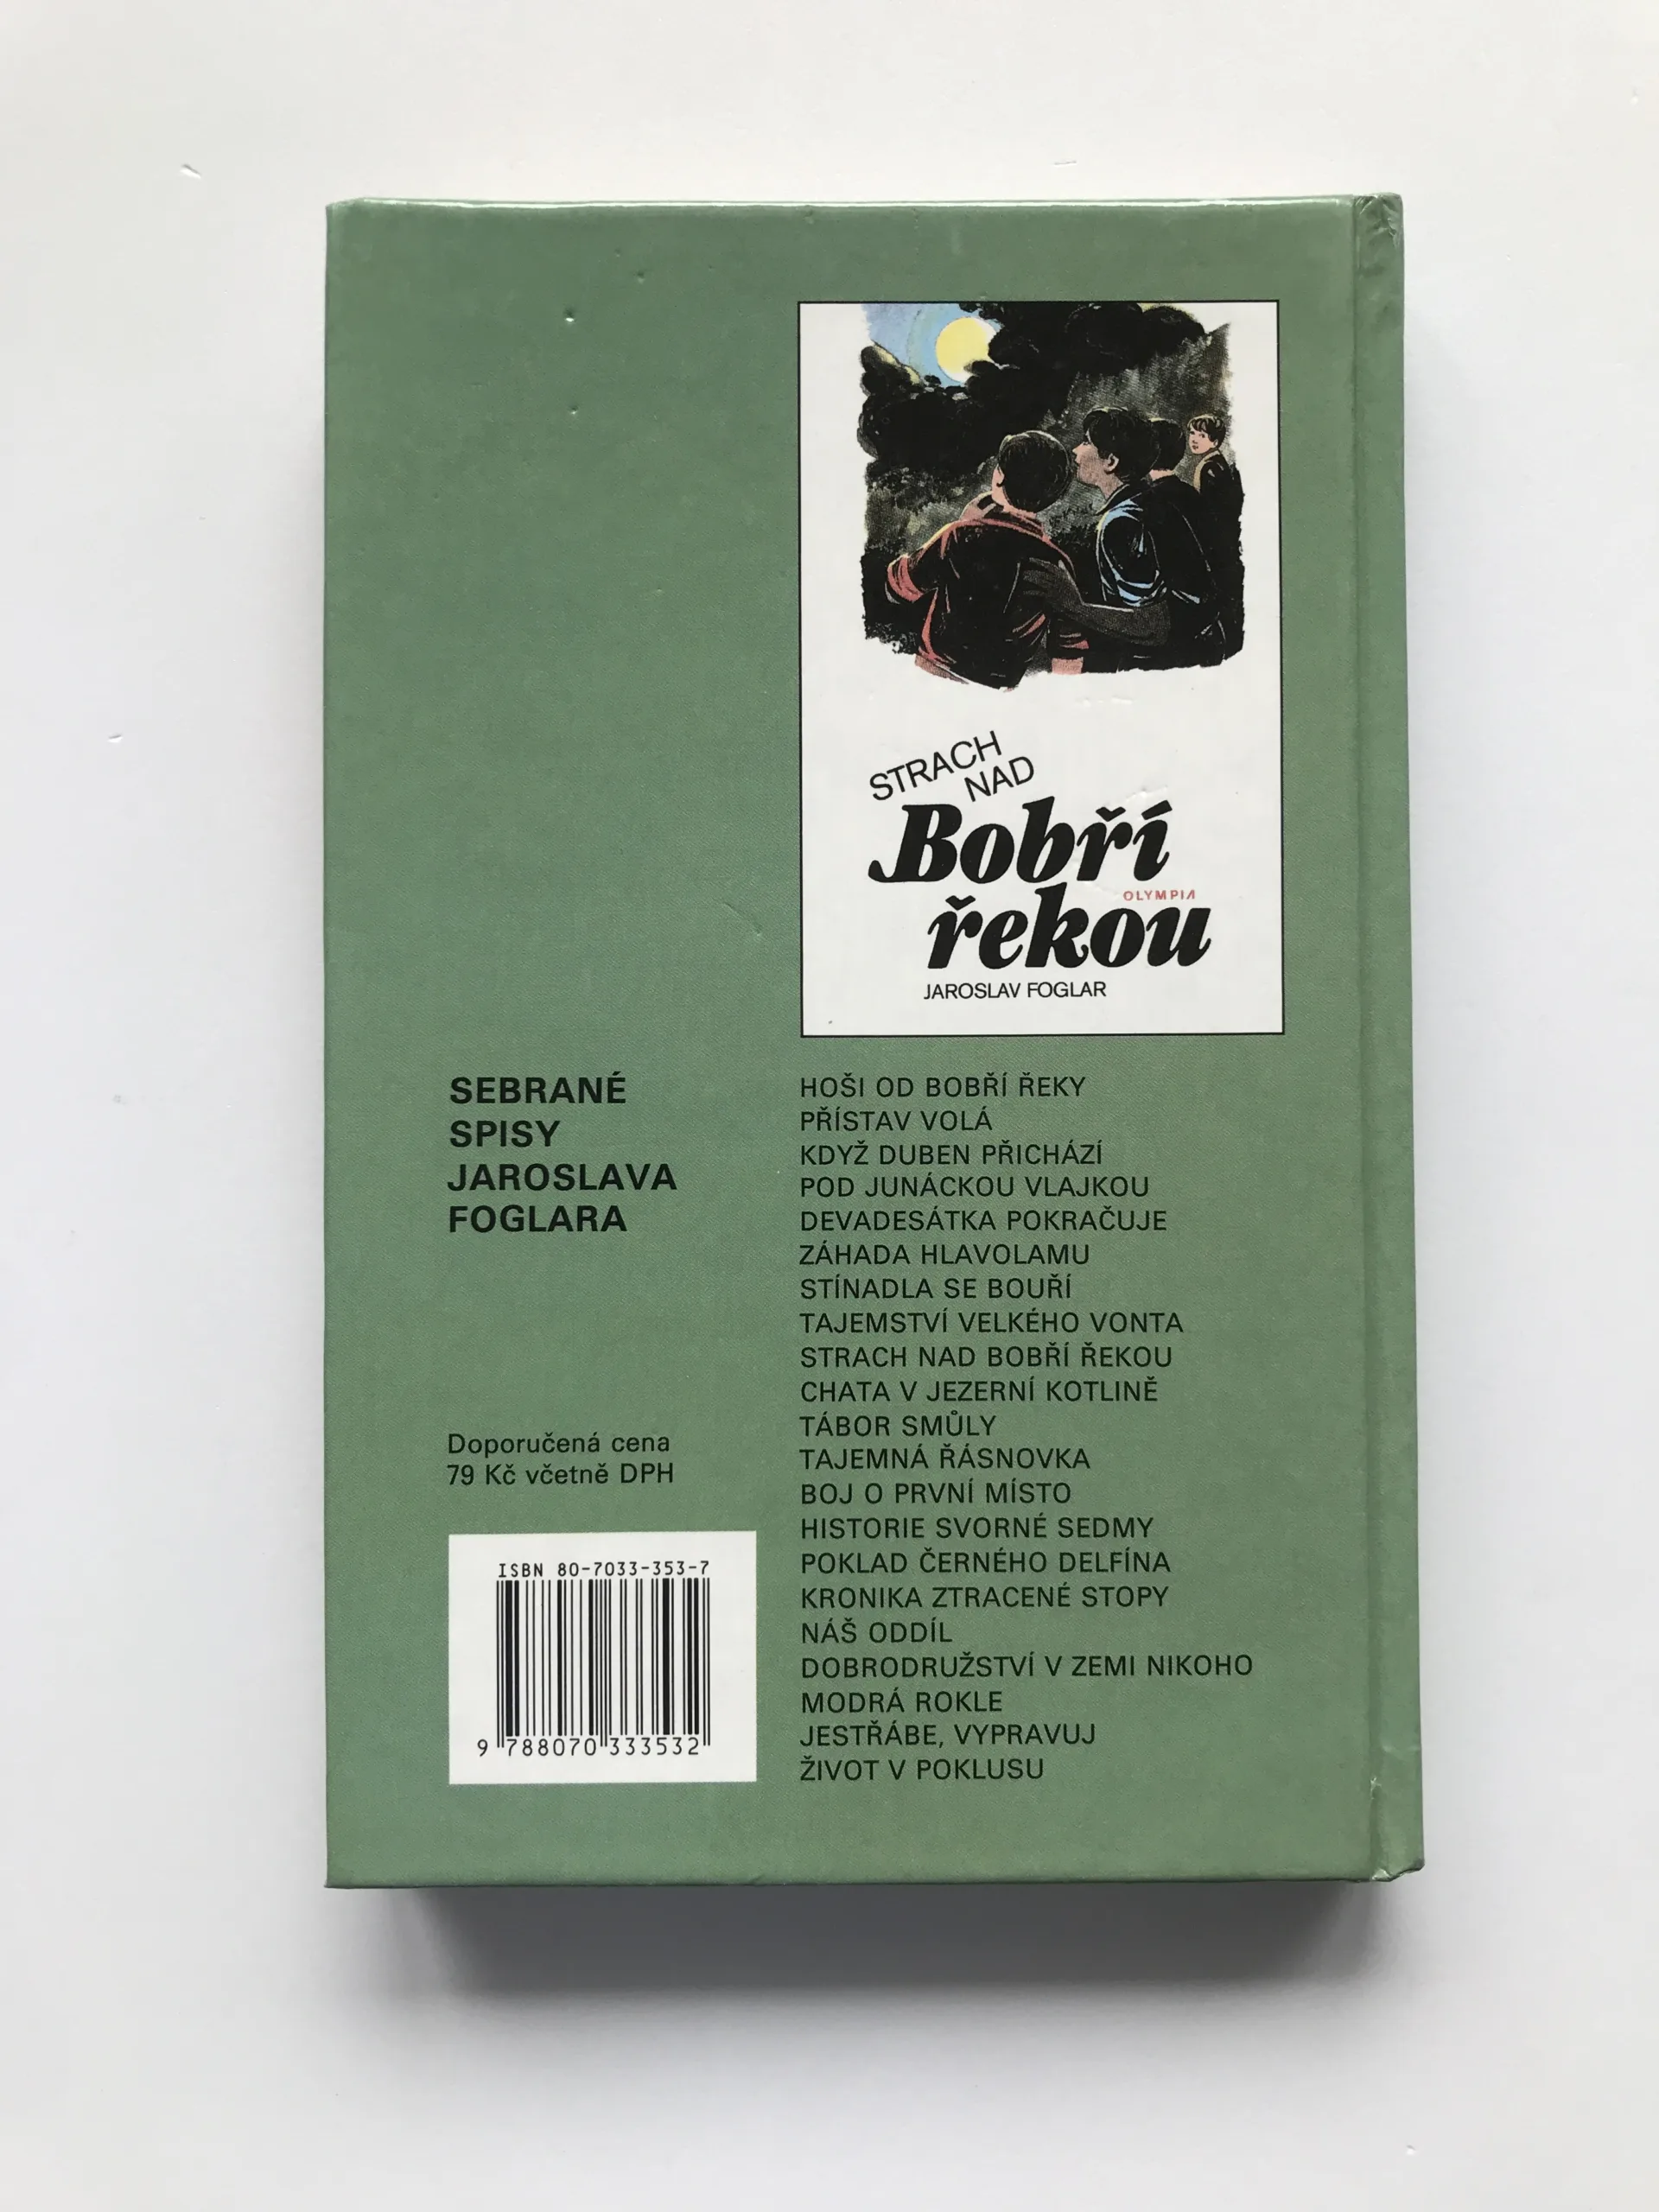 STRACH
NAD
Bobří
OLYMPIA
řekou
JAROSLAV FOGLAR
SEBRANÉ
SPISY
JAROSLAVA
FOGLARA
Doporučená cena
79 Kč včetně DPH
ISBN 80-7033-353-7
9 788070 333532
HOŠI OD BOBŘÍ ŘEKY
PŘÍSTAV VOLÁ
KDYŽ DUBEN PŘICHÁZÍ
POD JUNÁCKOU VLAJKOU
DEVADESÁTKA POKRAČUJE
ZÁHADA HLAVOLAMU
STÍNADLA SE BOUŘÍ
TAJEMSTVÍ VELKÉHO VONTA
STRACH NAD BOBŘÍ ŘEKOU
CHATA V JEZERNÍ KOTLINĚ
TÁBOR SMŮLY
TAJEMNÁ ŘÁSNOVKA
BOJ O PRVNÍ MÍSTO
HISTORIE SVORNÉ SEDMY
POKLAD ČERNÉHO DELFÍNA
KRONIKA ZTRACENÉ STOPY
NÁŠ ODDÍL
DOBRODRUŽSTVÍ V ZEMI NIKOHO
MODRÁ ROKLE
JESTŘÁBE, VYPRAVUJ
ŽIVOT V POKLUSU